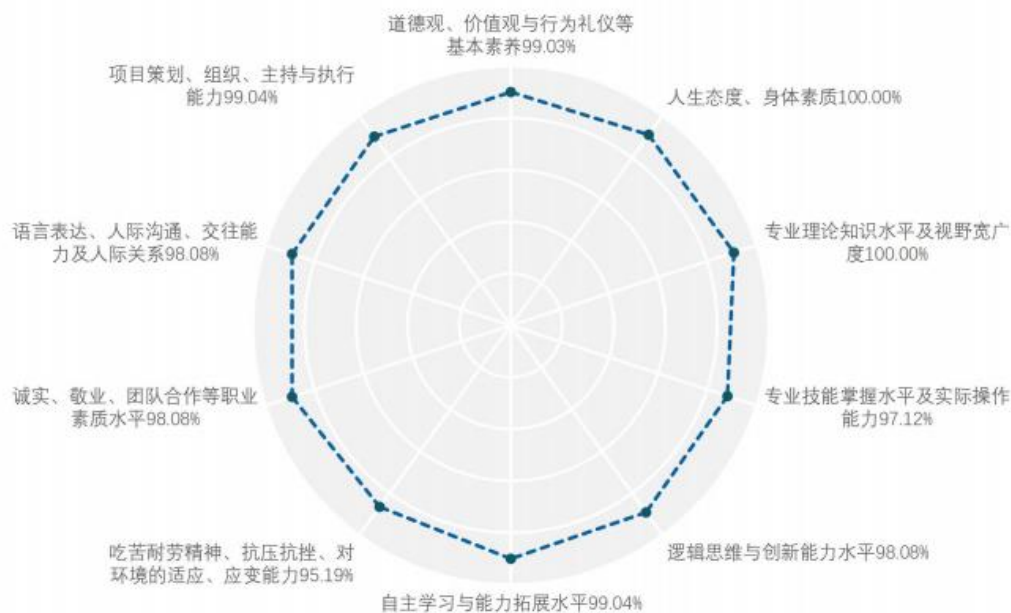 道德观、价值观与行为礼仪等
基本素养99.03%
人生态度、身体素质100.00%
专业理论知识水平及视野宽广
度100.00%
专业技能掌握水平及实际操作
能力97.12%
逻辑思维与创新能力水平98.08%
自主学习与能力拓展水平99.04%
吃苦耐劳精神、抗压抗挫、对
环境的适应、应变能力95.19%
诚实、敬业、团队合作等职业
素质水平98.08%
语言表达、人际沟通、交往能
力及人际关系98.08%
项目策划、组织、主持与执行
能力99.04%